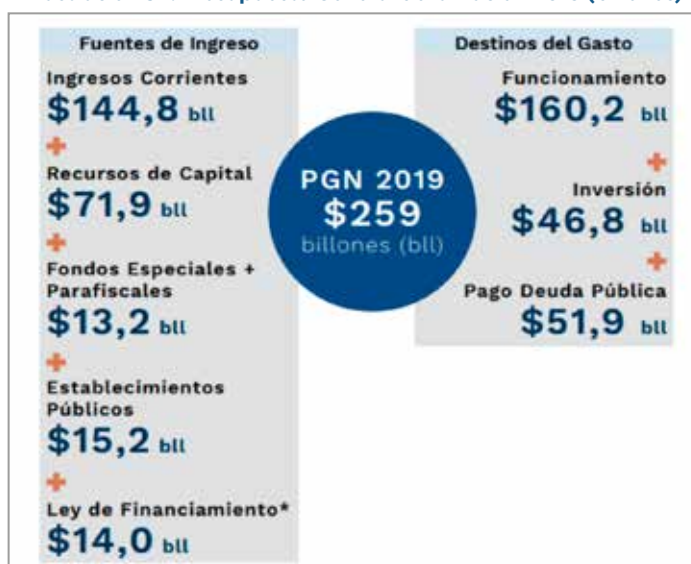 Fuentes de Ingreso
Ingresos Corrientes
$144,8 bll
+
Recursos de Capital
$71,9 bll
+
Fondos Especiales +
Parafiscales
$13,2 bll
+
Establecimientos
Públicos
$15,2 bll
+
Ley de Financiamiento*
$14,0 bll
PGN 2019
$259
billones (bll)
Destinos del Gasto
Funcionamiento
$160,2 bll
+
Inversión
$46,8 bll
+
Pago Deuda Pública
$51,9 bll